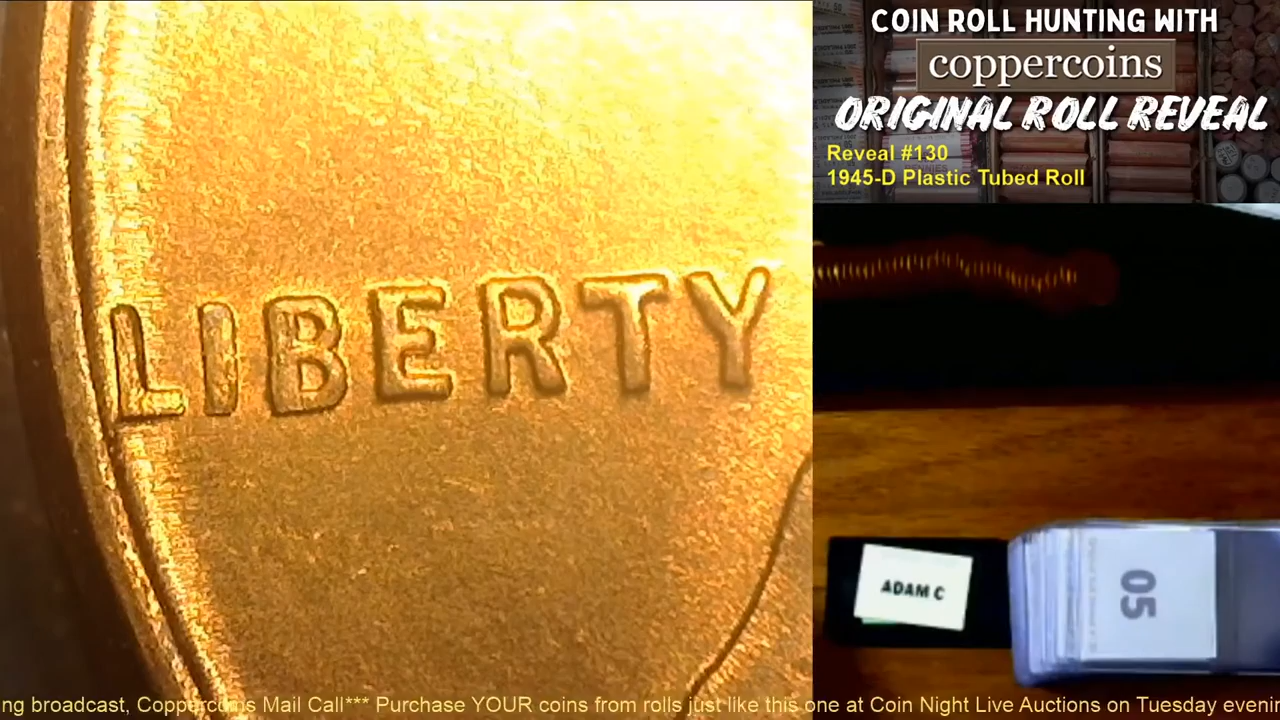 LIBERTY
COIN ROLL HUNTING WITH
coppercoins
ORIGINAL ROLL REVEAL
Reveal #130
1945-D Plastic Tubed Roll
ADAM C
05
ng broadcast, Coppercoins Mail Call*** Purchase YOUR coins from rolls just like this one at Coin Night Live Auctions on Tuesday evenin